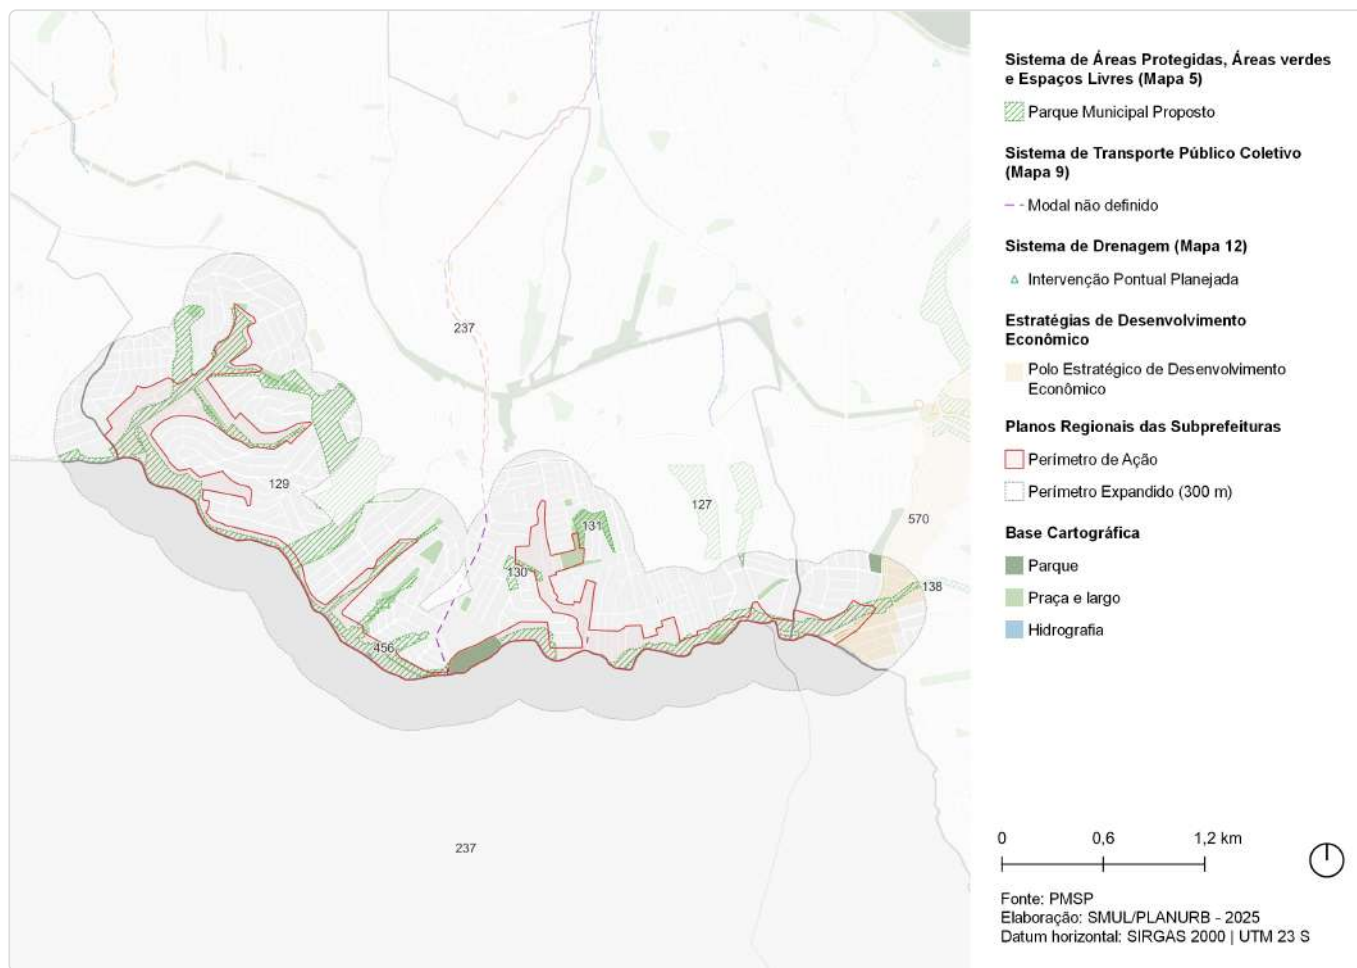 Sistema de Áreas Protegidas, Áreas verdes
e Espaços Livres (Mapa 5)
Parque Municipal Proposto
Sistema de Transporte Público Coletivo
(Mapa 9)
Modal não definido
Sistema de Drenagem (Mapa 12)
Intervenção Pontual Planejada
Estratégias de Desenvolvimento
Econômico
Polo Estratégico de Desenvolvimento
Econômico
Planos Regionais das Subprefeituras
Perímetro de Ação
Perímetro Expandido (300 m)
Base Cartográfica
Parque
Praça e largo
Hidrografia
237
129
127
131
570
130
138
456
237
0 0,6 1,2 km
Fonte: PMSP
Elaboração: SMUL/PLANURB - 2025
Datum horizontal: SIRGAS 2000 | UTM 23 S